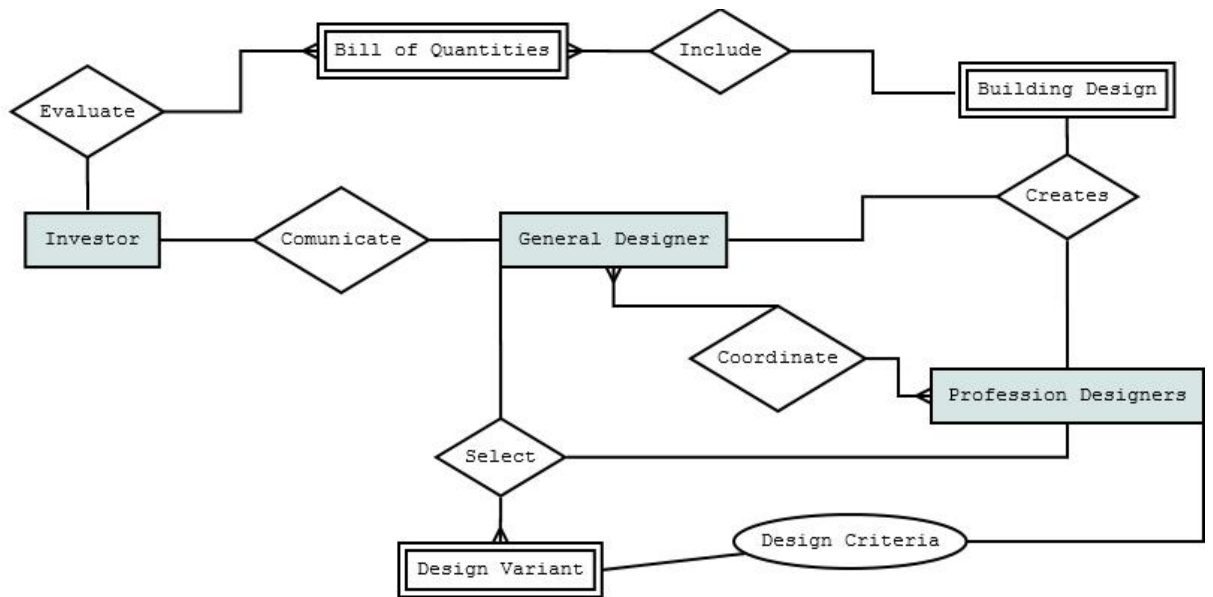 Bill of Quantities
Include
Building Design
Evaluate
Creates
Investor
Comunicate
General Designer
Coordinate
Profession Designers
Select
Design Criteria
Design Variant